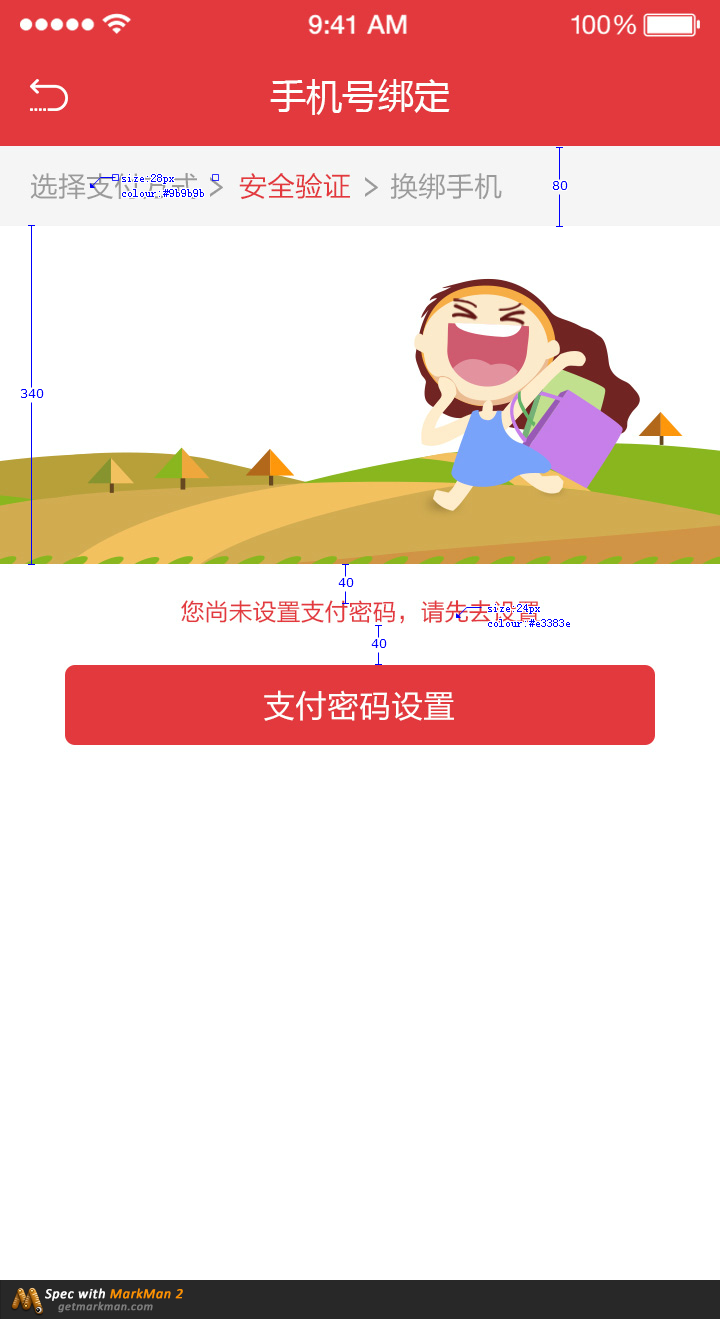 9:41 AM 100%
手机号绑定
选择支付方式 > 安全验证 > 换绑手机
size:28px
colour:#9b9b9b
80
340
40
您尚未设置支付密码，请先去设置
size:24px
colour:#e3383e
40
支付密码设置
Spec with MarkMan 2
getmarkman.com